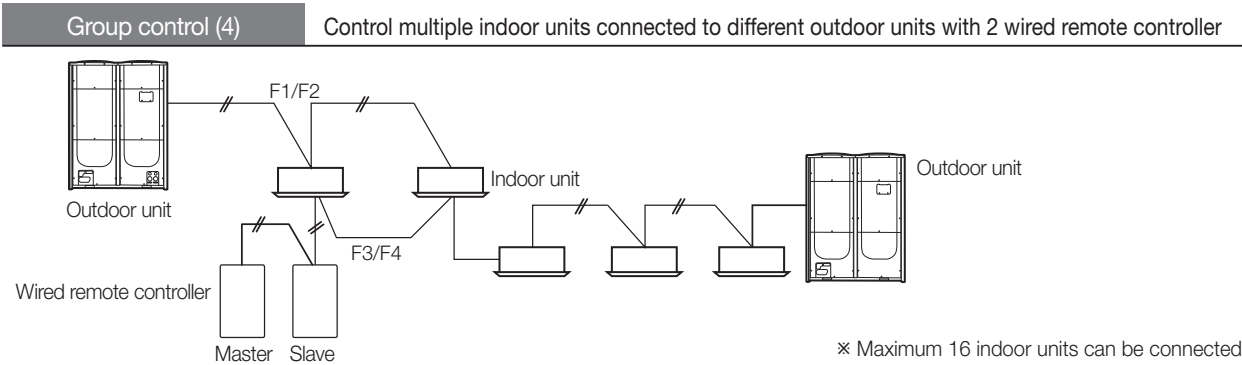 Group control (4)
Control multiple indoor units connected to different outdoor units with 2 wired remote controller
F1/F2
Indoor unit
Outdoor unit
Outdoor unit
F3/F4
Wired remote controller
Master
Slave
※ Maximum 16 indoor units can be connected